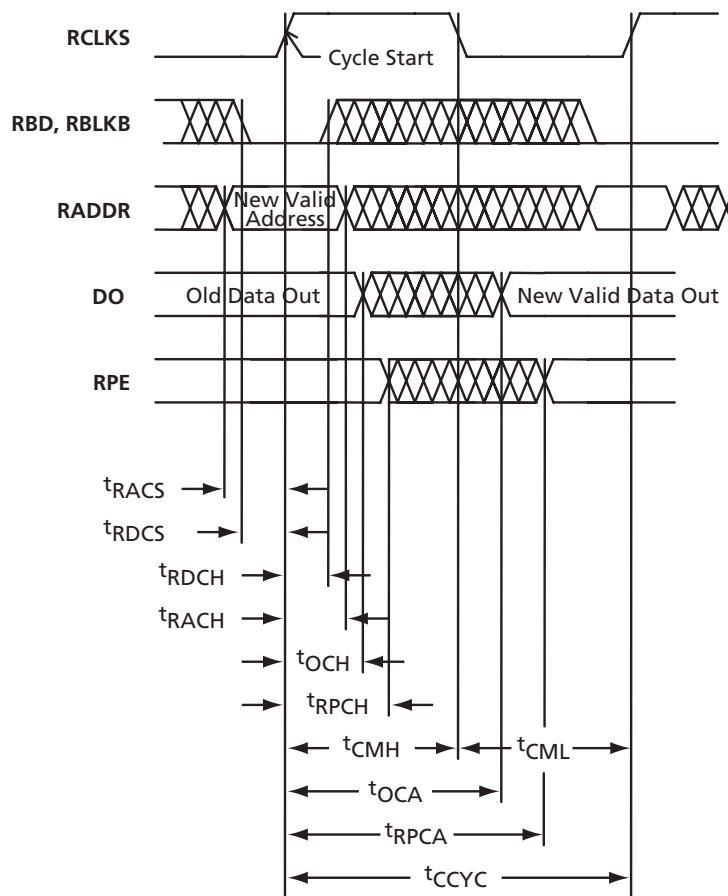 RCLKS
Cycle Start
RBD, RBLKB
RADDR
New Valid
Address
DO
Old Data Out
New Valid Data Out
RPE
tRACS
tRDCS
tRDCH
tRACH
tOCH
tRPCH
tCMH
tCML
tOCA
tRPCA
tCCYC